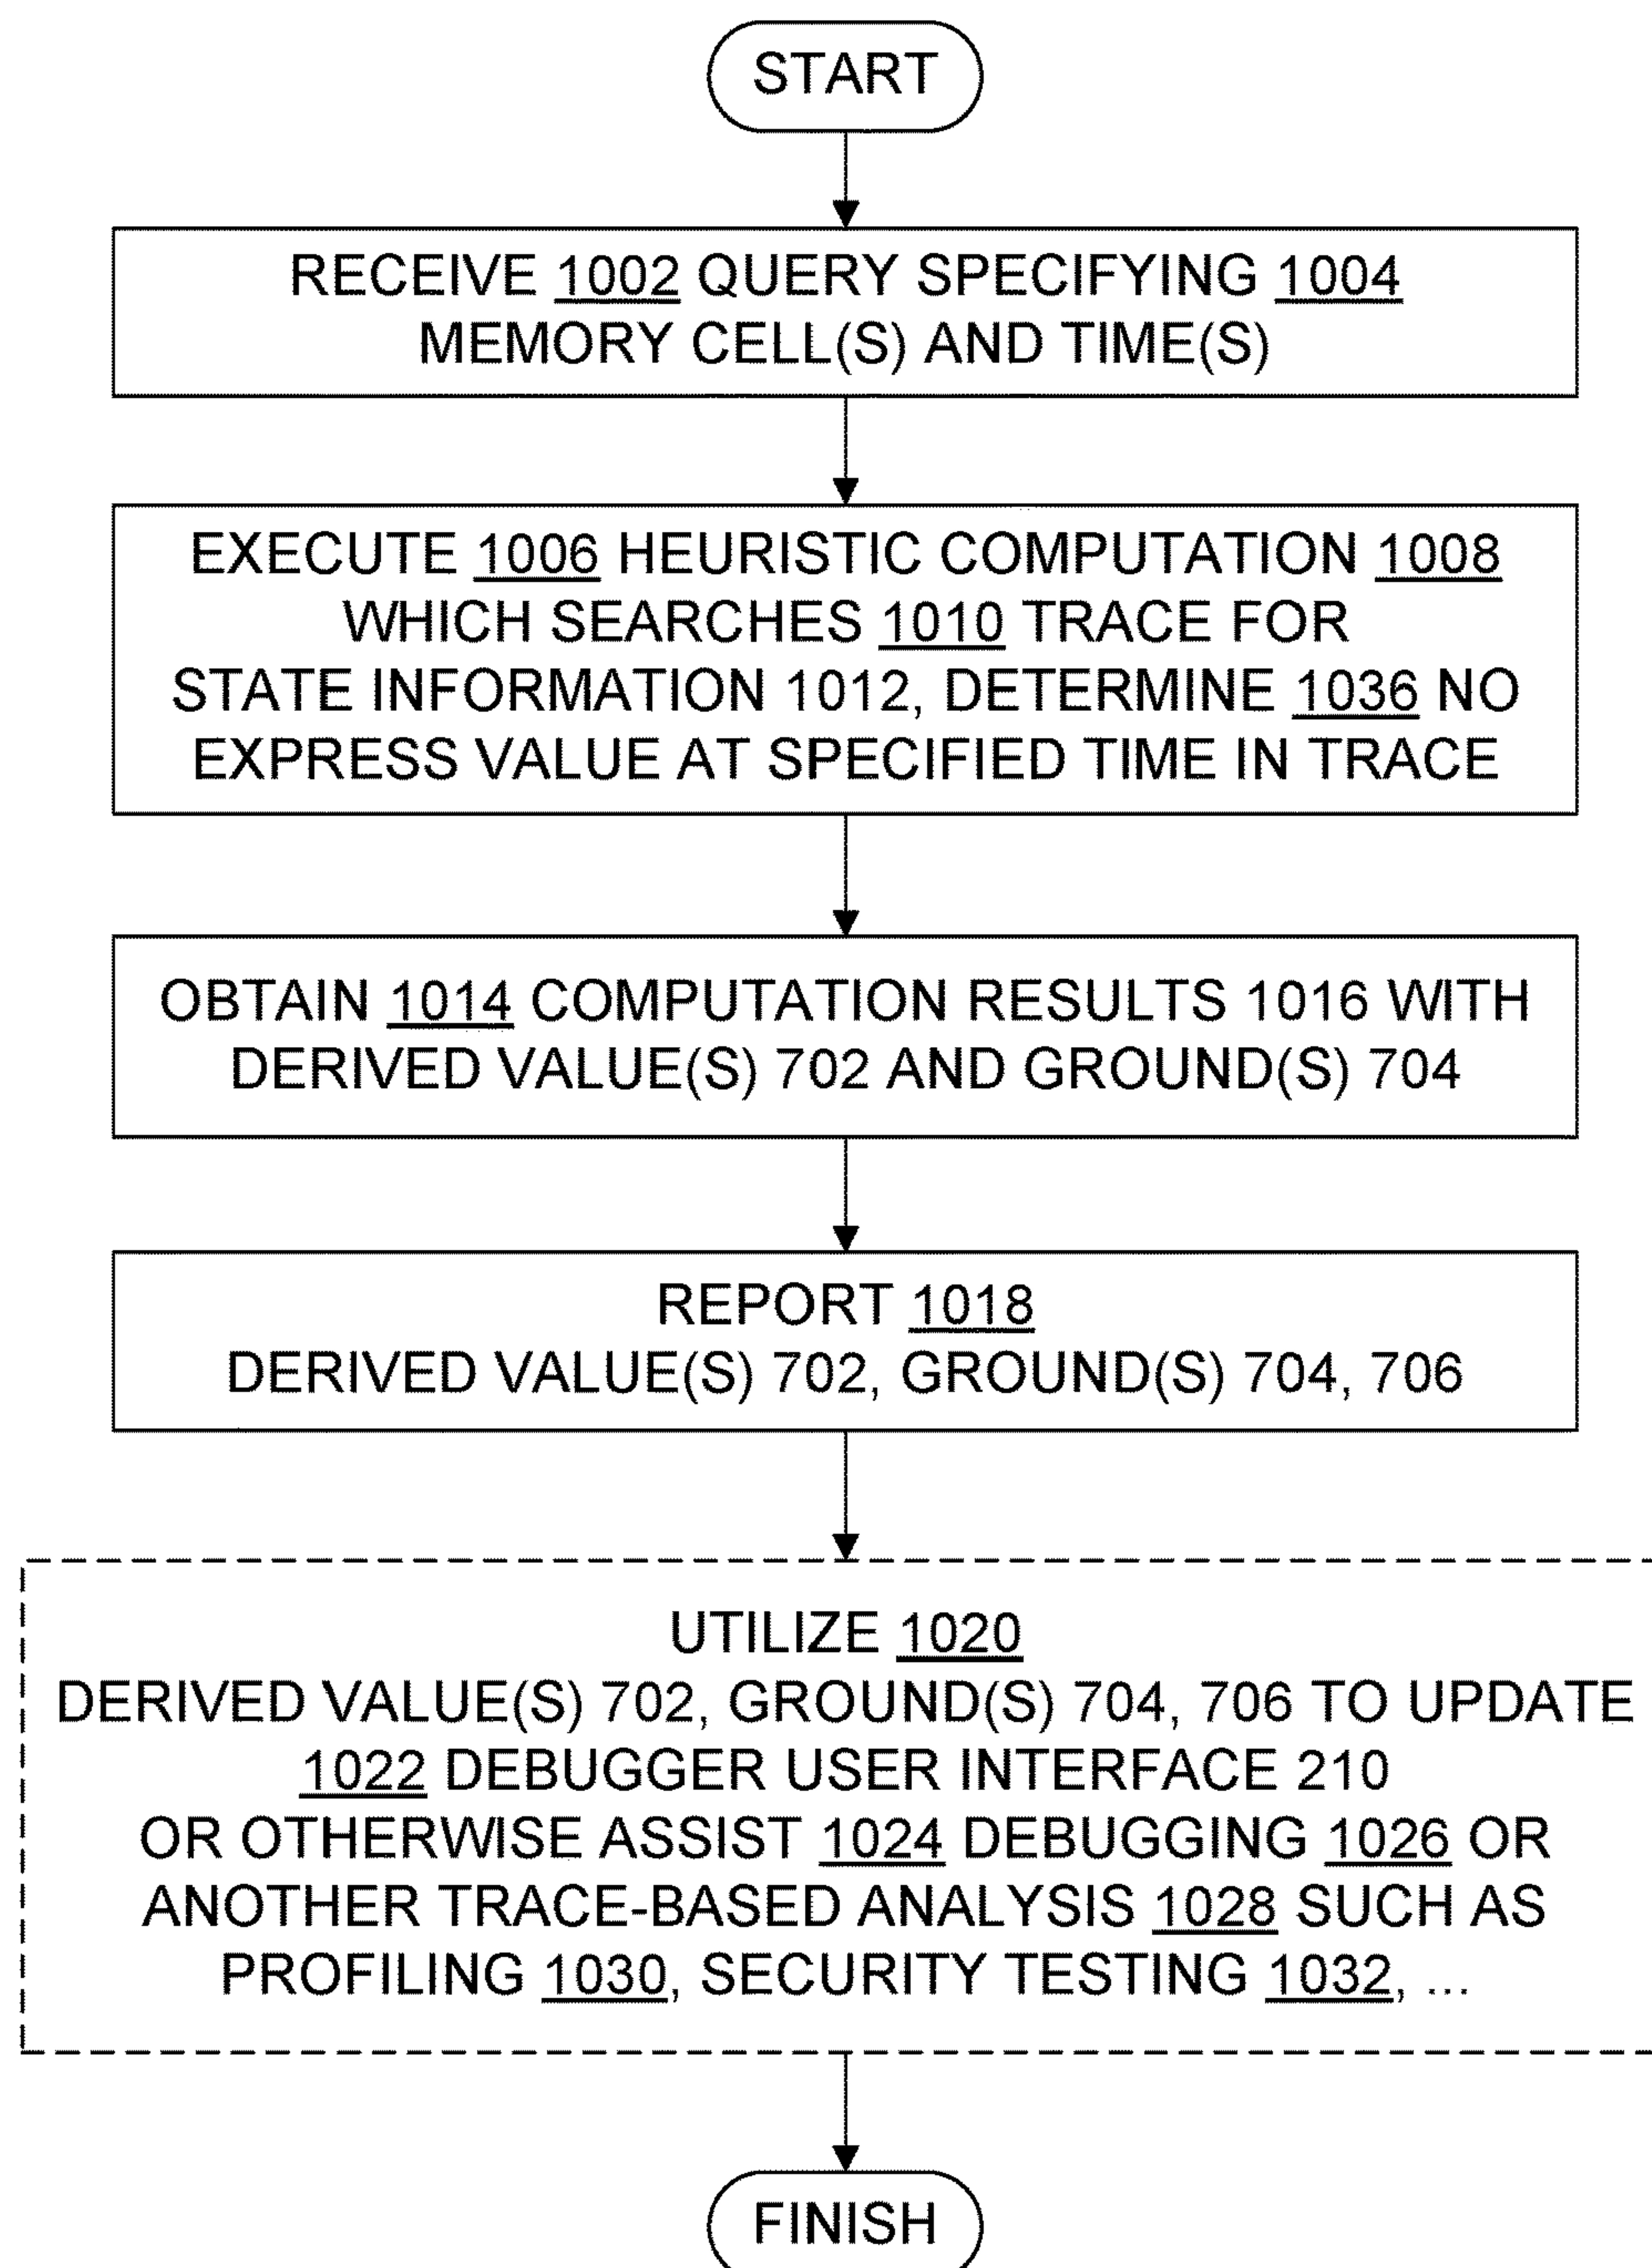 START
RECEIVE 1002 QUERY SPECIFYING 1004
MEMORY CELL(S) AND TIME(S)
EXECUTE 1006 HEURISTIC COMPUTATION 1008
WHICH SEARCHES 1010 TRACE FOR
STATE INFORMATION 1012, DETERMINE 1036 NO
EXPRESS VALUE AT SPECIFIED TIME IN TRACE
OBTAIN 1014 COMPUTATION RESULTS 1016 WITH
DERIVED VALUE(S) 702 AND GROUND(S) 704
REPORT 1018
DERIVED VALUE(S) 702, GROUND(S) 704, 706
UTILIZE 1020
DERIVED VALUE(S) 702, GROUND(S) 704, 706 TO UPDATE
1022 DEBUGGER USER INTERFACE 210
OR OTHERWISE ASSIST 1024 DEBUGGING 1026 OR
ANOTHER TRACE-BASED ANALYSIS 1028 SUCH AS
PROFILING 1030, SECURITY TESTING 1032, ...
FINISH